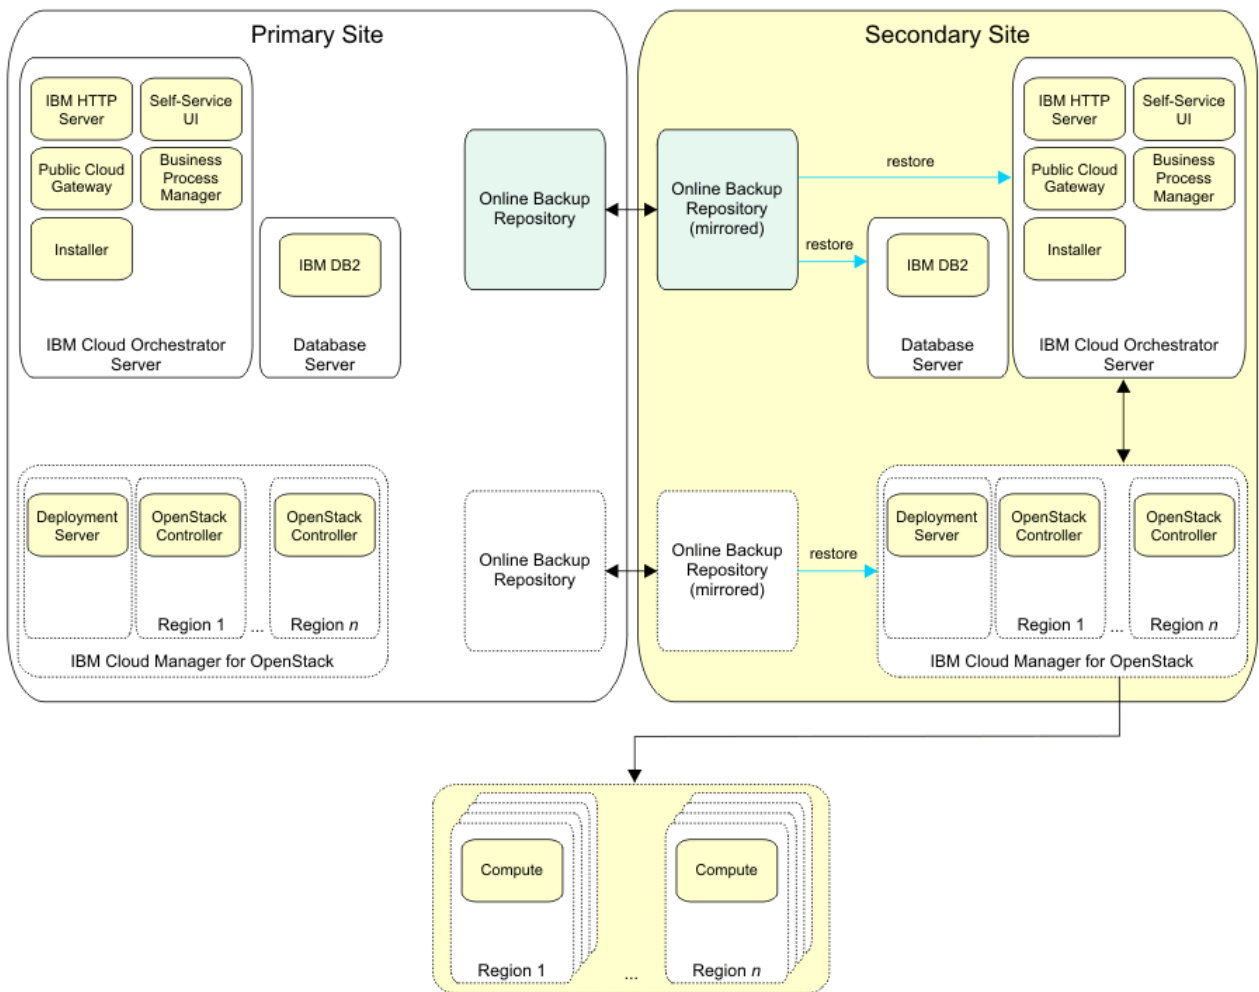 Primary Site
IBM HTTP
Server
Self-Service
UI
Public Cloud
Gateway
Business
Process
Manager
Installer
IBM Cloud Orchestrator
Server
IBM DB2
Database
Server
Online Backup
Repository
Deployment
Server
OpenStack
Controller
Region 1
...
OpenStack
Controller
Region n
IBM Cloud Manager for OpenStack
Online Backup
Repository
Secondary Site
Online Backup
Repository
(mirrored)
restore
restore
IBM DB2
Database
Server
IBM HTTP
Server
Self-Service
UI
Public Cloud
Gateway
Business
Process
Manager
Installer
IBM Cloud Orchestrator
Server
Online Backup
Repository
(mirrored)
restore
Deployment
Server
OpenStack
Controller
Region 1
...
OpenStack
Controller
Region n
IBM Cloud Manager for OpenStack
Compute
Region 1
...
Compute
Region n